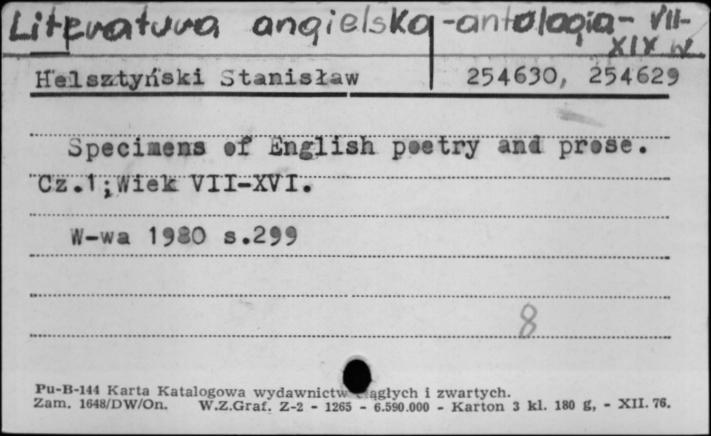 Literatura angielska - antologia - VII-
XIX w.
Helsztyński Stanisław 254630, 254629
Specimens of English poetry and prose.
Cz.1;Wiek VII-XVI.
W-wa 1980 s.299
8
Pu-B-144 Karta Katalogowa wydawnictw ciągłych i zwartych.
Zam. 1648/DW/On. W.Z.Graf. Z-2 - 1265 - 6.590.000 - Karton 3 kl. 180 g, - XII. 76.